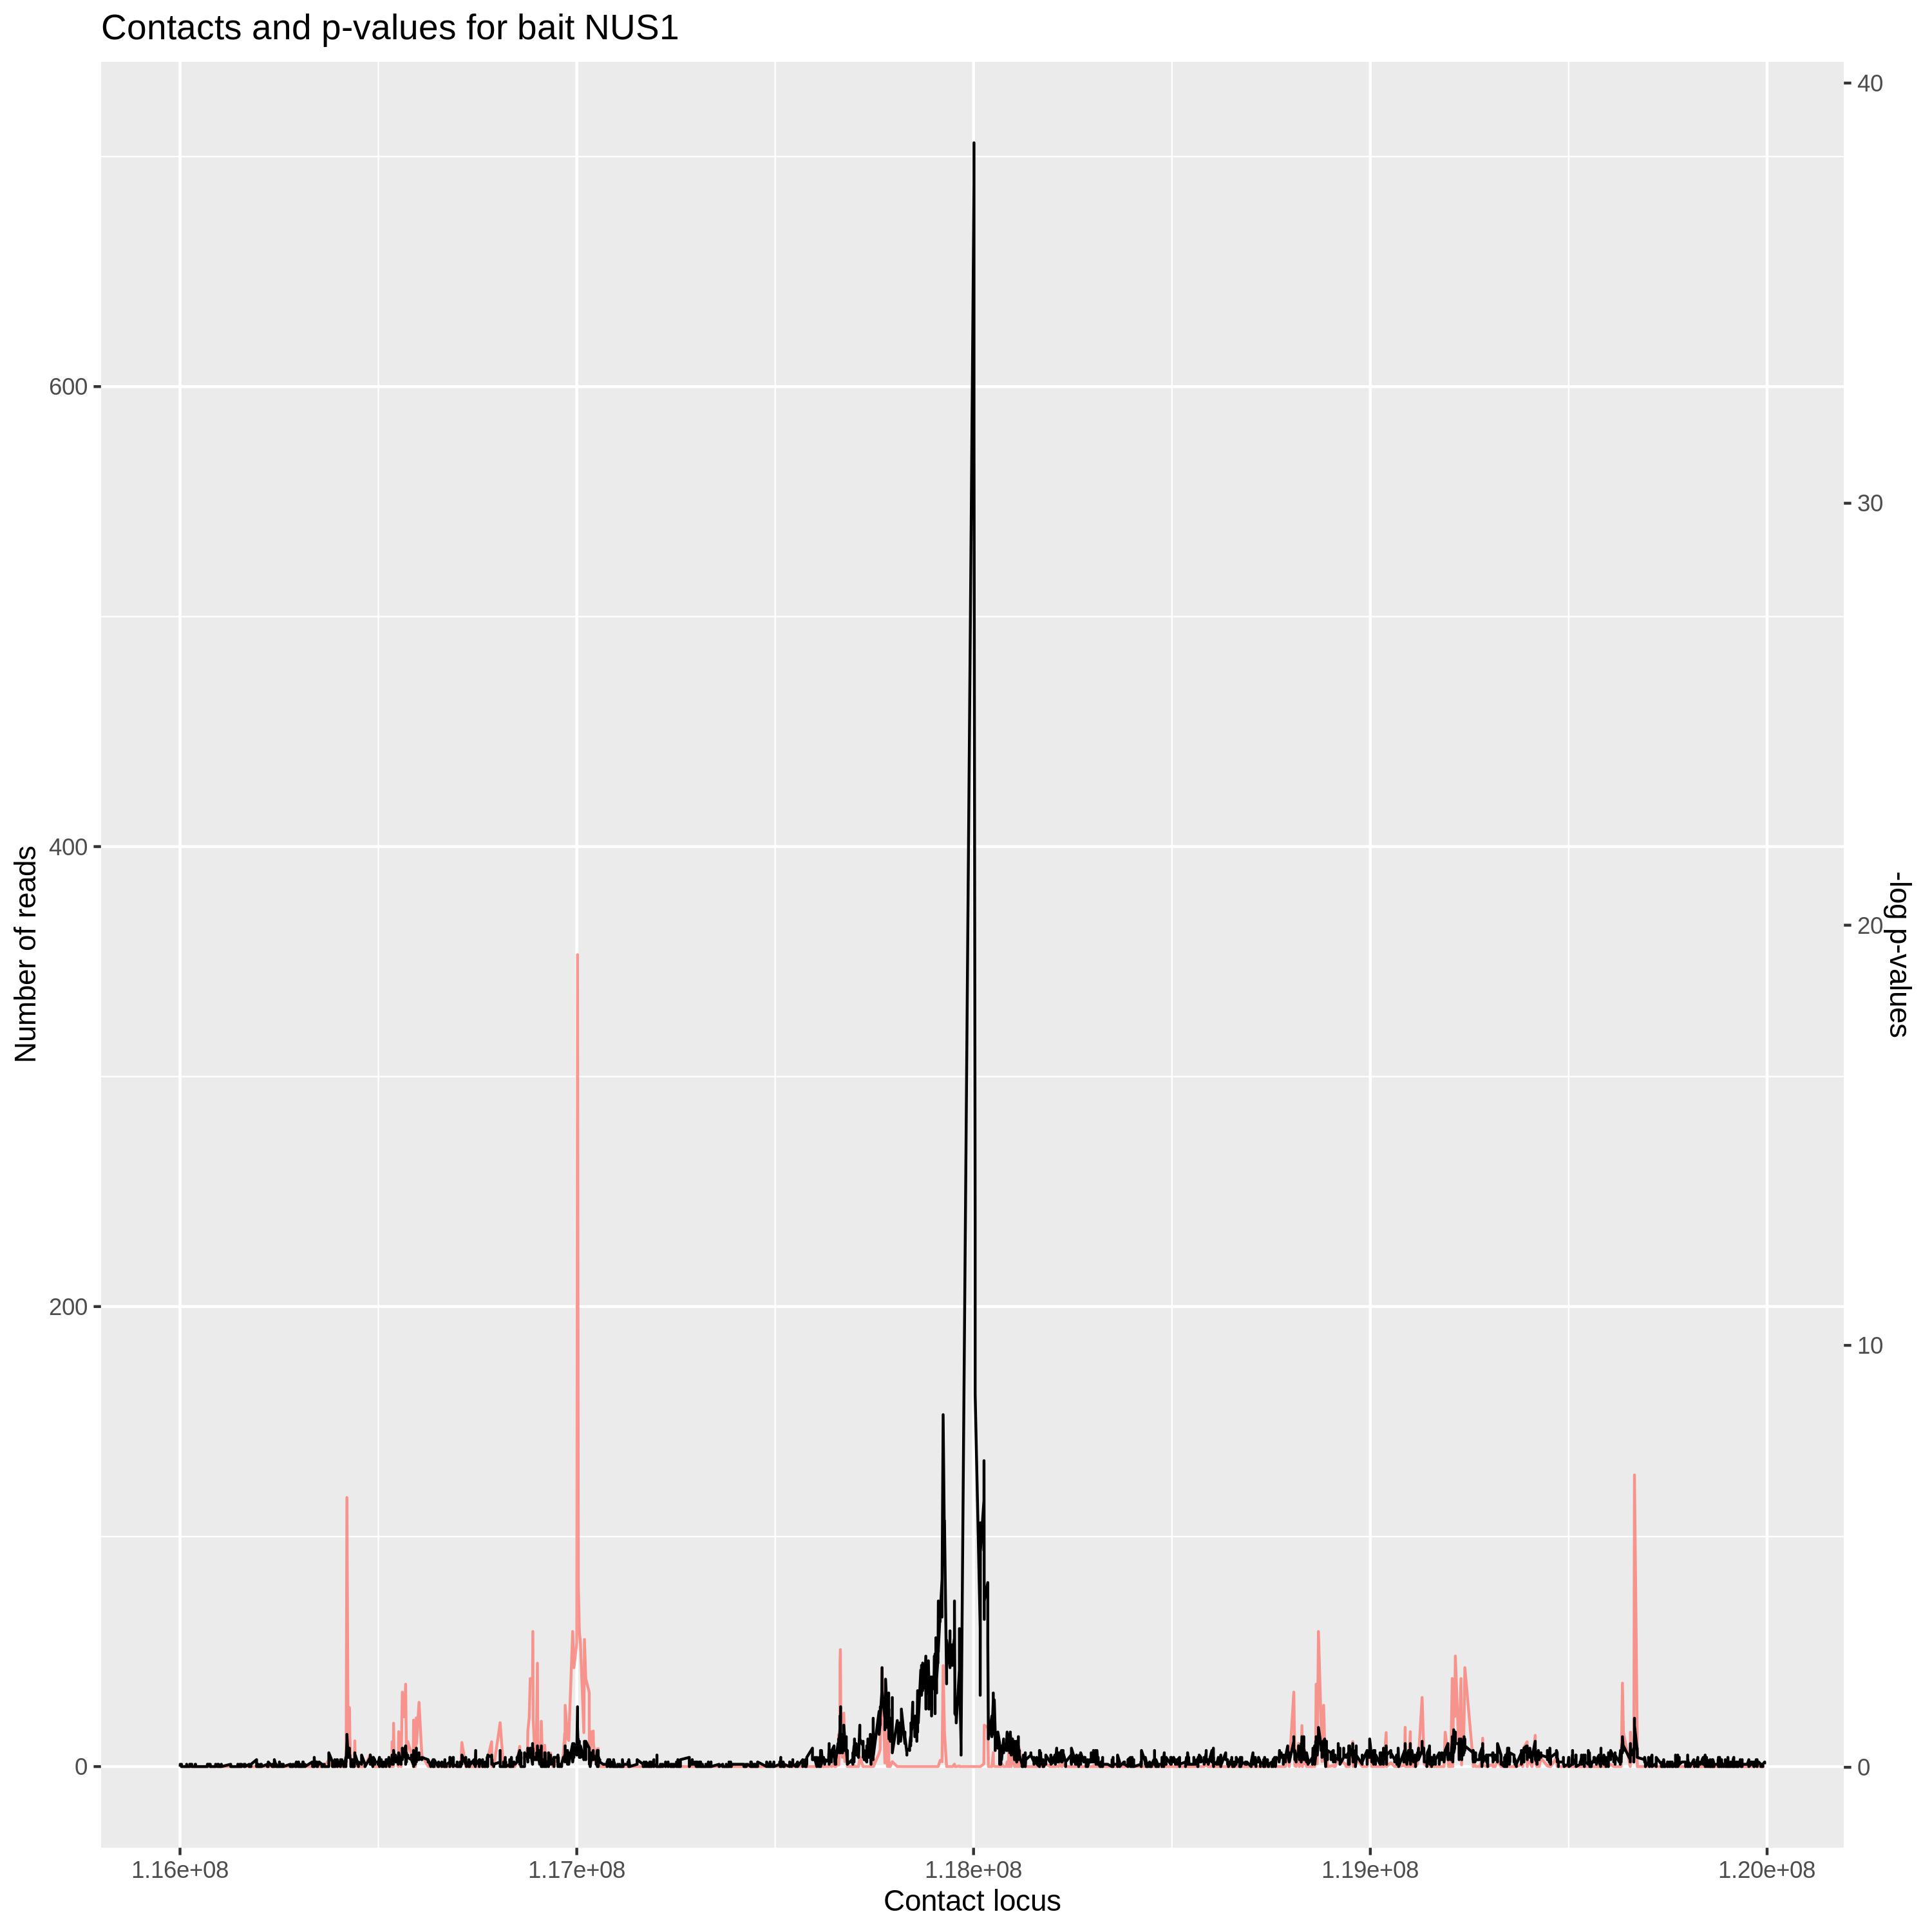 Contacts and p-values for bait NUS1
Number of reads
600
400
200
0
40
30
20
10
0
-log p-values
1.16e+08
1.17e+08
1.18e+08
1.19e+08
1.20e+08
Contact locus